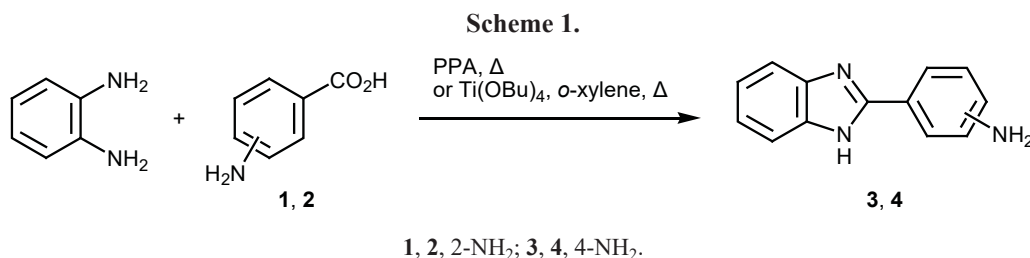 Scheme 1.
PPA, Δ
or Ti(OBu)₄, o-xylene, Δ
NH₂
NH₂
+
CO₂H
H₂N
1, 2
N
N
H
NH₂
3, 4
1, 2, 2-NH₂; 3, 4, 4-NH₂.